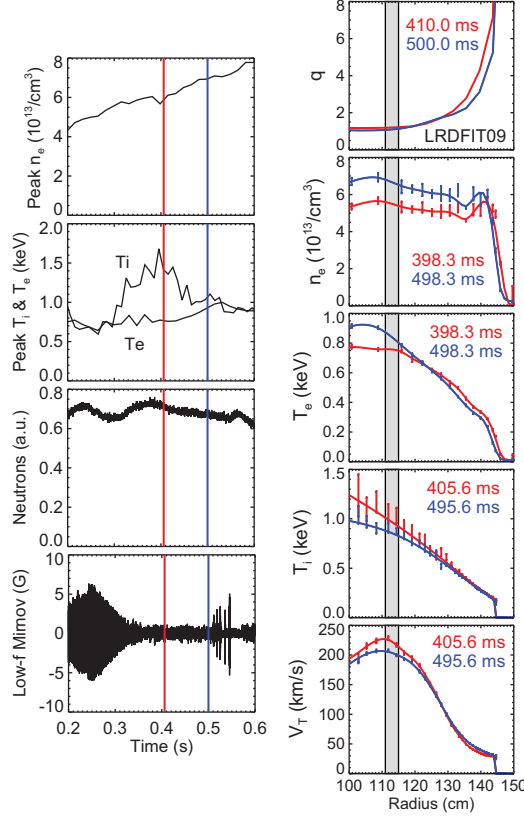 Peak n_e (10^13/cm^3)
8
6
4
2
0
Peak T_i & T_e (keV)
2.0
1.5
1.0
0.5
0.0
Ti
Te
Neutrons (a.u.)
0.8
0.6
0.4
0.2
0.0
Low-f Mirnov (G)
10
5
0
-5
-10
0.2 0.3 0.4 0.5 0.6
Time (s)
q
8
6
4
2
0
410.0 ms
500.0 ms
LRDFIT09
n_e (10^13/cm^3)
8
6
4
2
0
398.3 ms
498.3 ms
T_e (keV)
1.0
0.8
0.6
0.4
0.2
0.0
398.3 ms
498.3 ms
T_i (keV)
1.5
1.0
0.5
0.0
405.6 ms
495.6 ms
V_T (km/s)
250
200
150
100
50
0
405.6 ms
495.6 ms
100 110 120 130 140 150
Radius (cm)